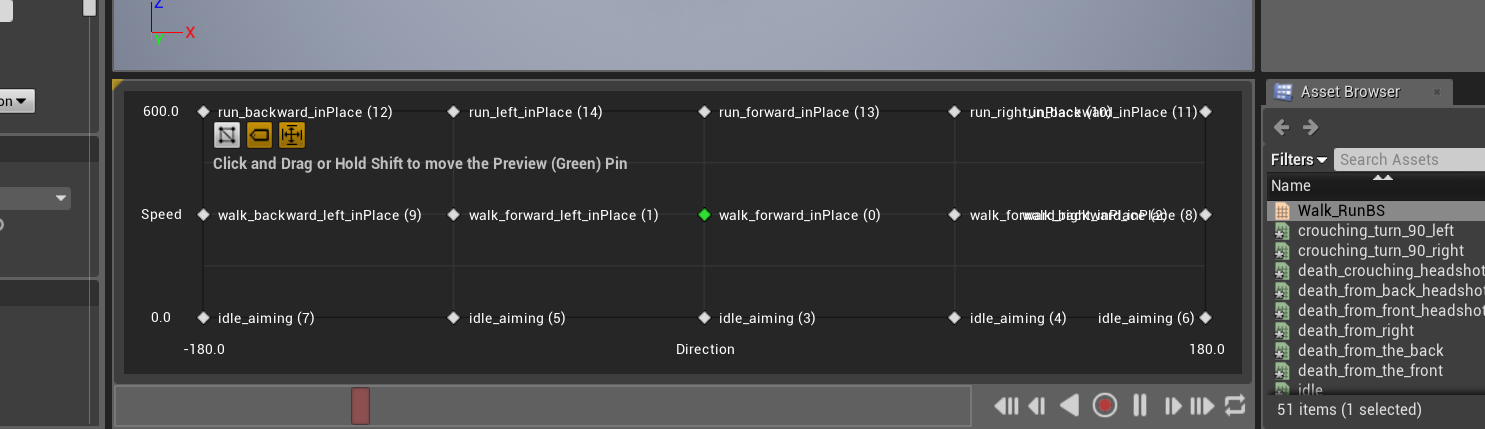 Z
X
Y
on
600.0
run_backward_inPlace (12)
run_left_inPlace (14)
run_forward_inPlace (13)
run_right_inPlace (10)
run_backward_inPlace (11)
Click and Drag or Hold Shift to move the Preview (Green) Pin
Speed
walk_backward_left_inPlace (9)
walk_forward_left_inPlace (1)
walk_forward_inPlace (0)
walk_forward_right_inPlace (2)
(8)
0.0
idle_aiming (7)
idle_aiming (5)
idle_aiming (3)
idle_aiming (4)
idle_aiming (6)
-180.0
Direction
180.0
Asset Browser
Filters
Search Assets
Name
Walk_RunBS
crouching_turn_90_left
crouching_turn_90_right
death_crouching_headshot
death_from_back_headshot
death_from_front_headshot
death_from_right
death_from_the_back
death_from_the_front
idle
51 items (1 selected)